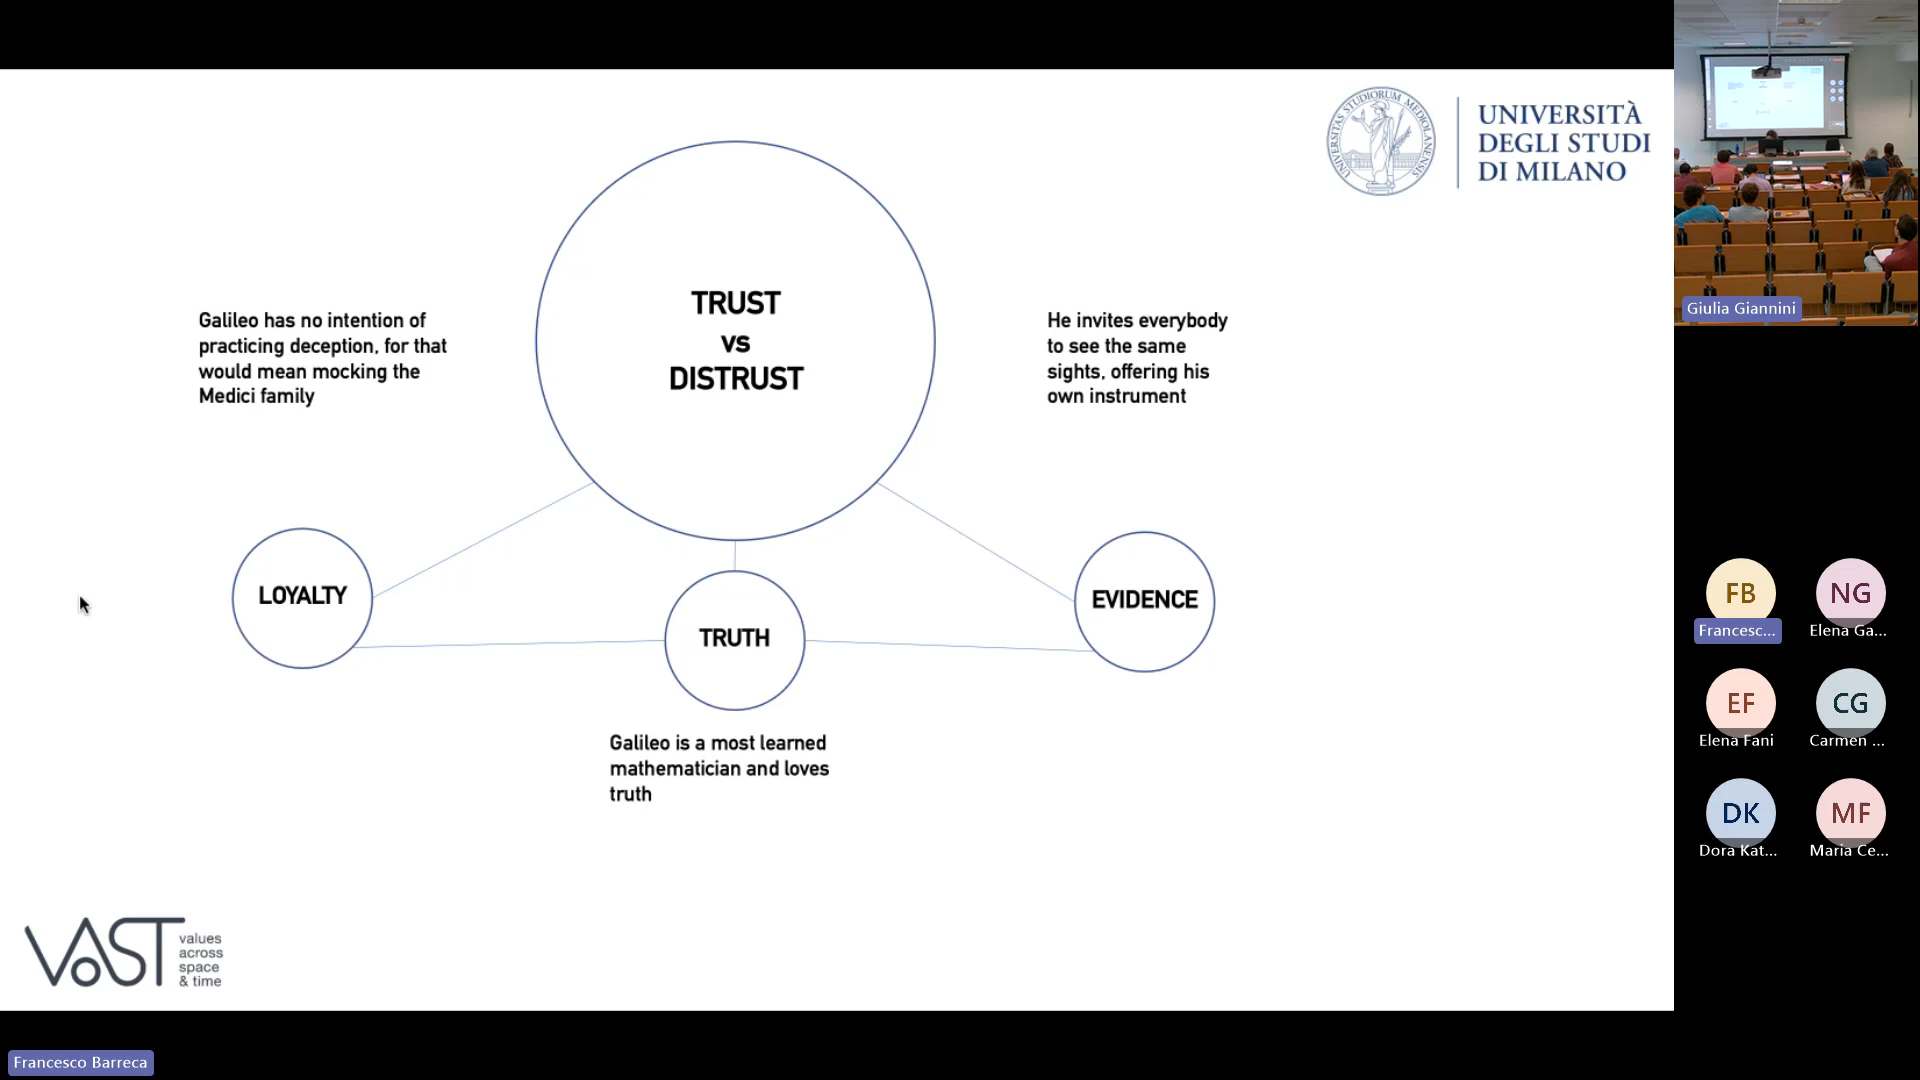 UNIVERSITAS STUDIORUM MEDIOLANENSIS
UNIVERSITÀ
DEGLI STUDI
DI MILANO
TRUST
vs
DISTRUST
Galileo has no intention of
practicing deception, for that
would mean mocking the
Medici family
He invites everybody
to see the same
sights, offering his
own instrument
LOYALTY
TRUTH
EVIDENCE
Galileo is a most learned
mathematician and loves
truth
VAST
values
across
space
& time
Francesco Barreca
Giulia Giannini
FB
Francesc...
NG
Elena Ga...
EF
Elena Fani
CG
Carmen ...
DK
Dora Kat...
MF
Maria Ce...